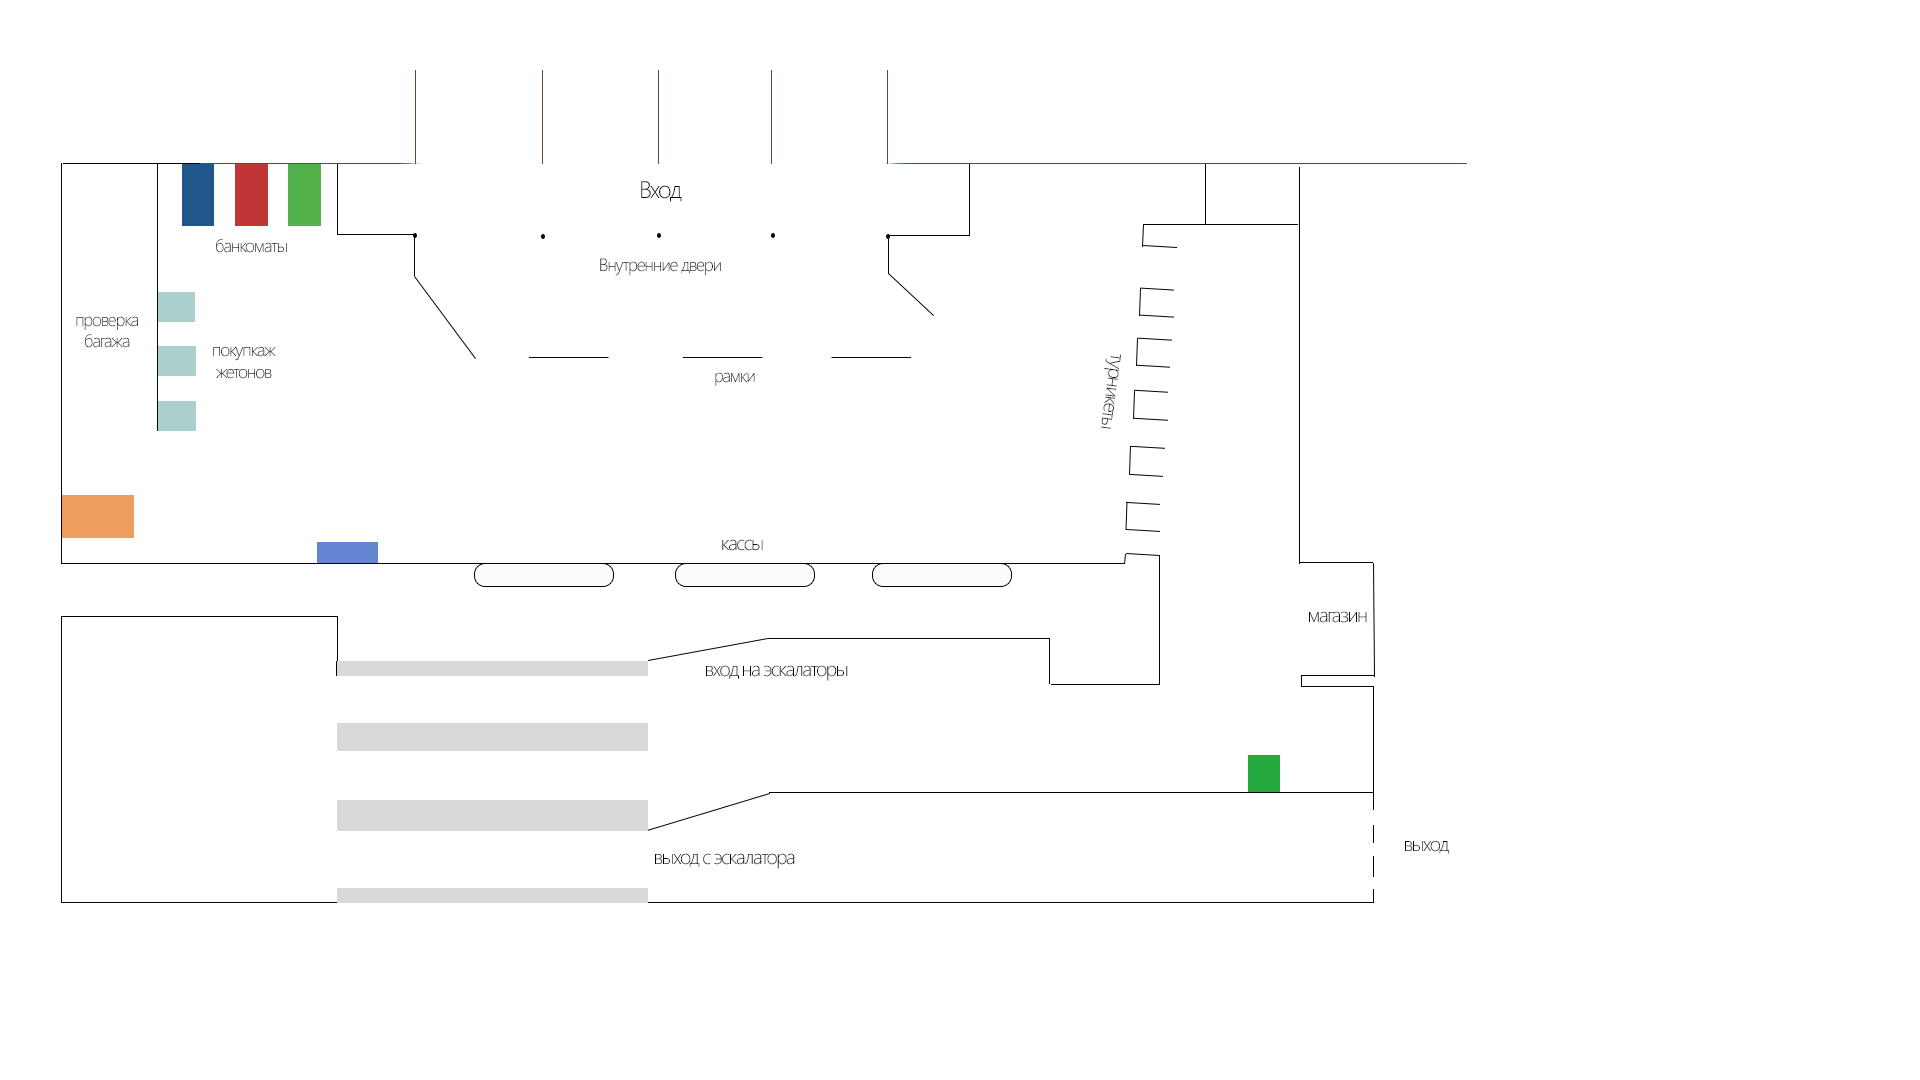 Вход
банкоматы
Внутренние двери
проверка
багажа
покупкаж
жетонов
рамки
Турникеты
кассы
магазин
вход на эскалаторы
выход с эскалатора
выход